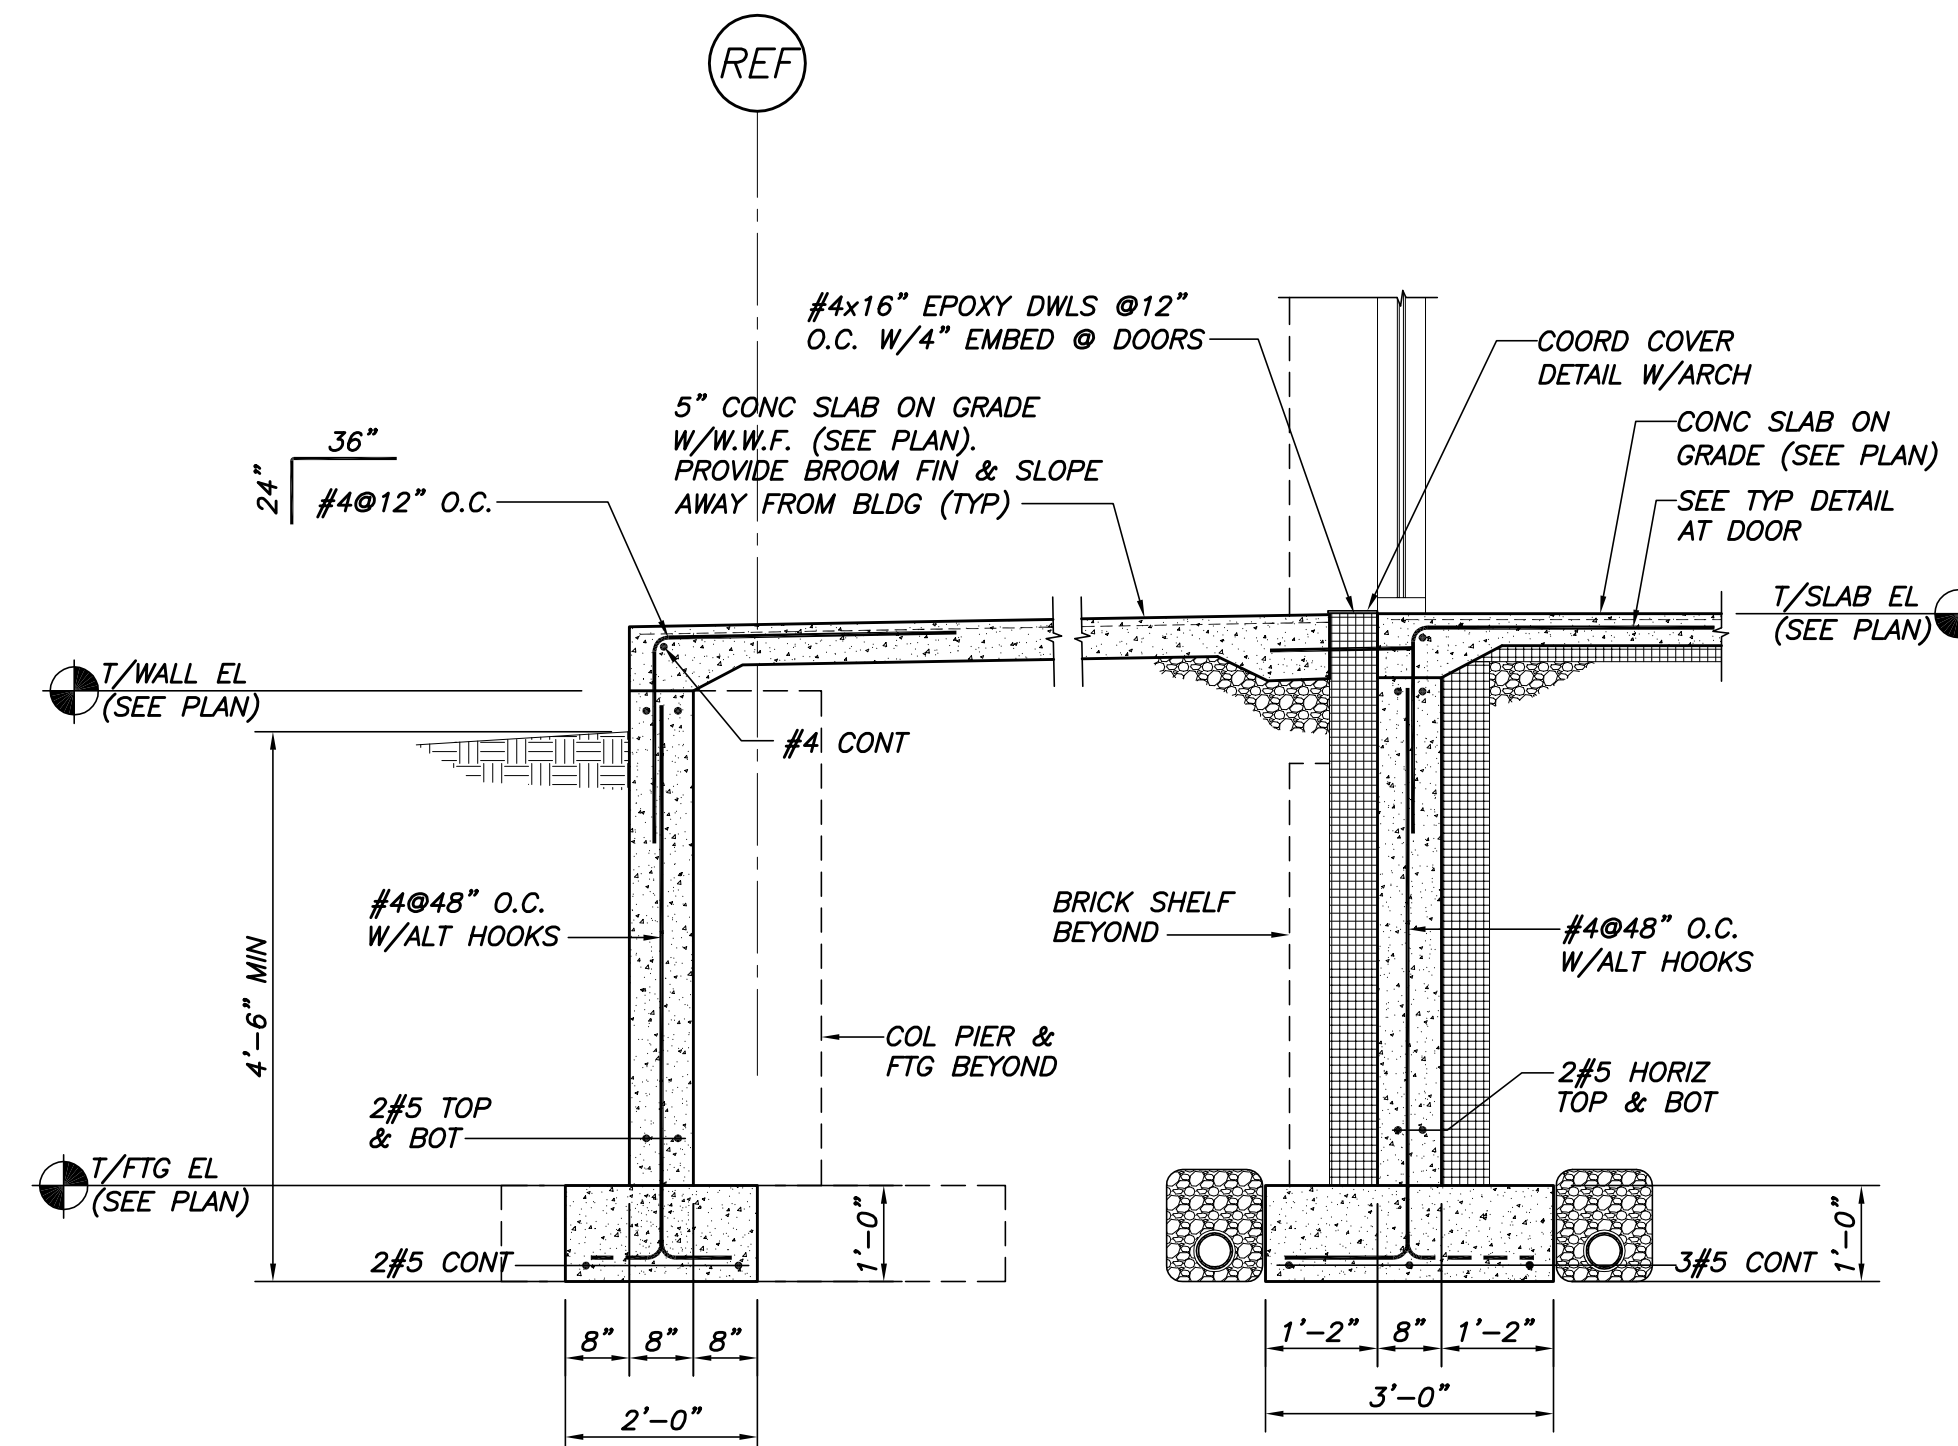 REF
#4x16" EPOXY DWLS @12"
O.C. W/4" EMBED @ DOORS
COORD COVER
DETAIL W/ARCH
5" CONC SLAB ON GRADE
W/W.W.F. (SEE PLAN).
PROVIDE BROOM FIN & SLOPE
AWAY FROM BLDG (TYP)
CONC SLAB ON
GRADE (SEE PLAN)
36"
24"
#4@12" O.C.
SEE TYP DETAIL
AT DOOR
T/SLAB EL
(SEE PLAN)
T/WALL EL
(SEE PLAN)
#4 CONT
#4@48" O.C.
W/ALT HOOKS
BRICK SHELF
BEYOND
#4@48" O.C.
W/ALT HOOKS
4'-6" MIN
COL PIER &
FTG BEYOND
2#5 TOP
& BOT
2#5 HORIZ
TOP & BOT
T/FTG EL
(SEE PLAN)
2#5 CONT
1'-0"
3#5 CONT
1'-0"
8" 8" 8"
2'-0"
1'-2" 8" 1'-2"
3'-0"